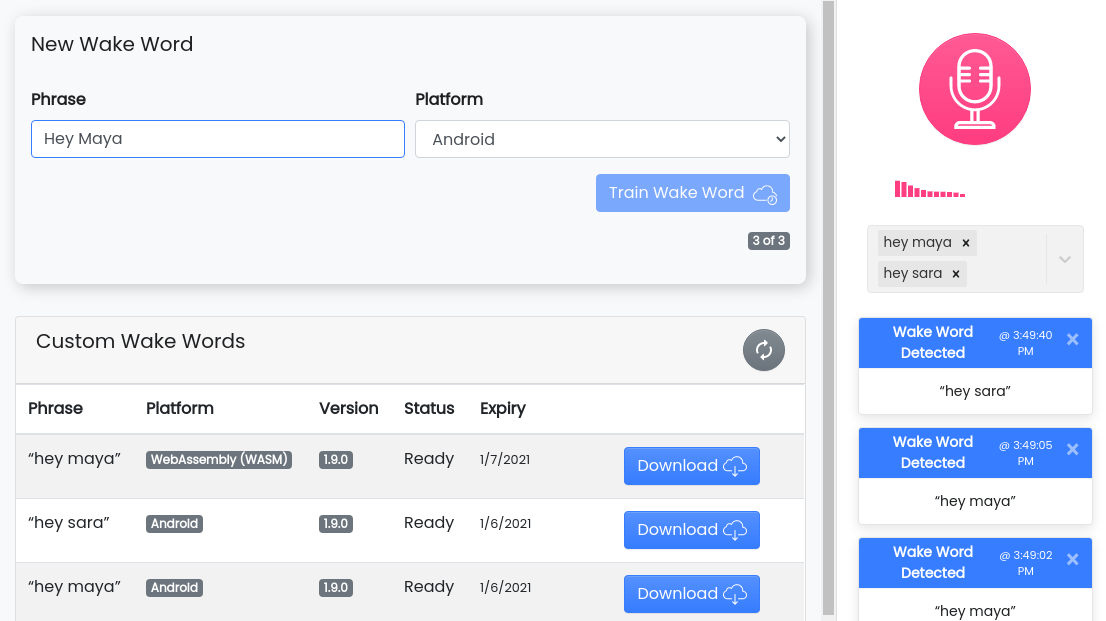 New Wake Word
Phrase Platform
Hey Maya Android
Train Wake Word
3 of 3
Custom Wake Words
Phrase Platform Version Status Expiry
“hey maya” WebAssembly (WASM) 1.9.0 Ready 1/7/2021 Download
“hey sara” Android 1.9.0 Ready 1/6/2021 Download
“hey maya” Android 1.9.0 Ready 1/6/2021 Download
hey maya ×
hey sara ×
Wake Word @ 3:49:40 ×
Detected PM
“hey sara”
Wake Word @ 3:49:05 ×
Detected PM
“hey maya”
Wake Word @ 3:49:02 ×
Detected PM
“hey maya”